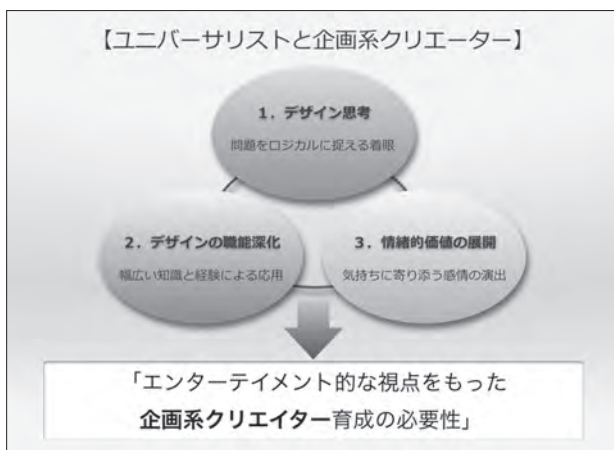 【ユニバーサリストと企画系クリエーター】
1．デザイン思考
問題をロジカルに捉える着眼
2．デザインの職能深化
幅広い知識と経験による応用
3．情緒的価値の展開
気持ちに寄り添う感情の演出
「エンターテイメント的な視点をもった
企画系クリエイター育成の必要性」